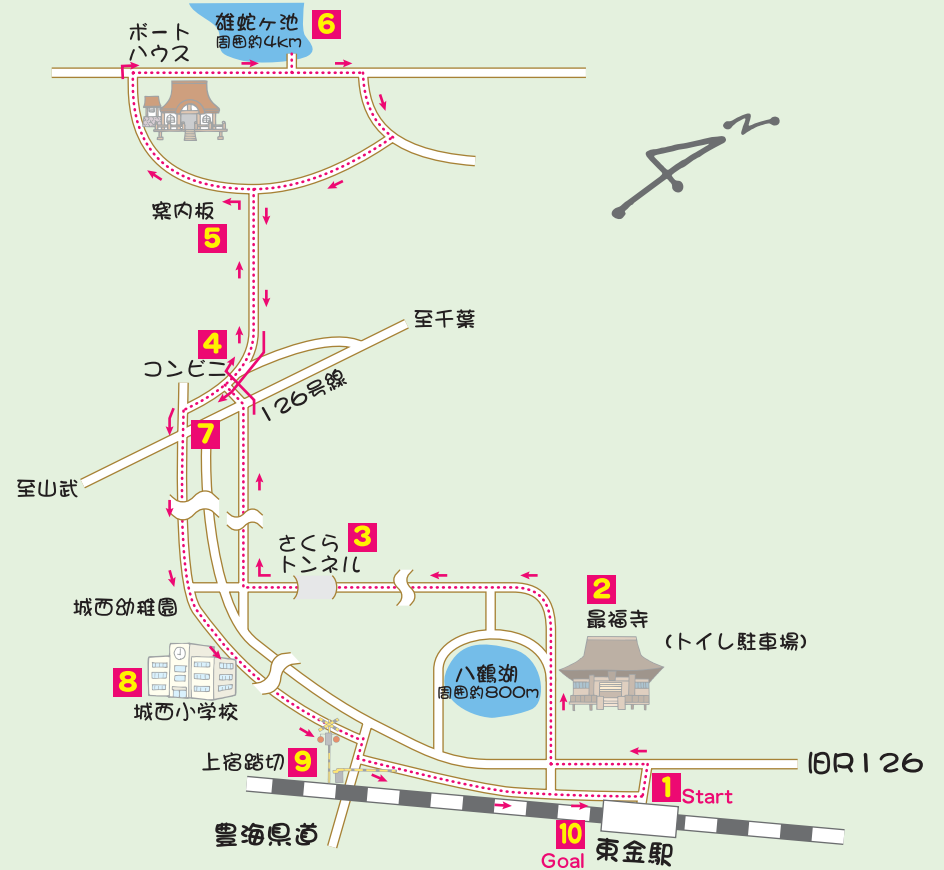 ボート
ハウス
雄蛇ヶ池
周囲約4Km
6
N
案内板
5
至千葉
4
コンビニ
126号線
7
至山武
さくら
トンネル
3
2
最福寺
(トイレ駐車場)
城西幼稚園
八鶴湖
周囲約800m
8
城西小学校
上宿踏切
9
旧R126
1
Start
豊海県道
10
Goal
東金駅